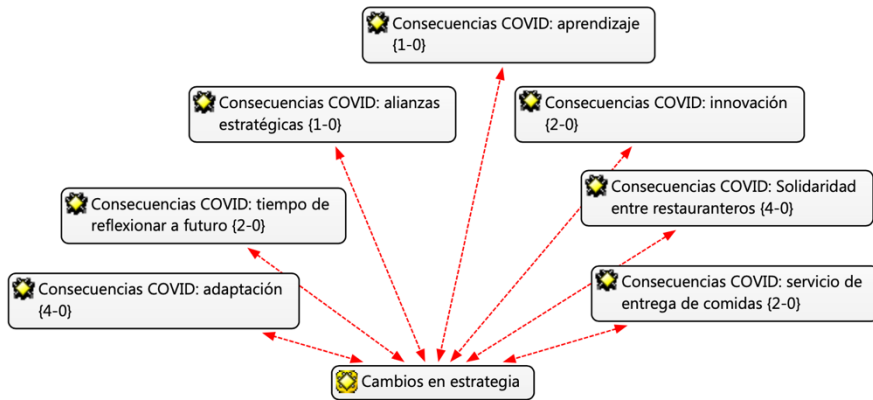 Consecuencias COVID: aprendizaje
{1-0}
Consecuencias COVID: alianzas
estratégicas {1-0}
Consecuencias COVID: innovación
{2-0}
Consecuencias COVID: tiempo de
reflexionar a futuro {2-0}
Consecuencias COVID: Solidaridad
entre restauranteros {4-0}
Consecuencias COVID: adaptación
{4-0}
Consecuencias COVID: servicio de
entrega de comidas {2-0}
Cambios en estrategia